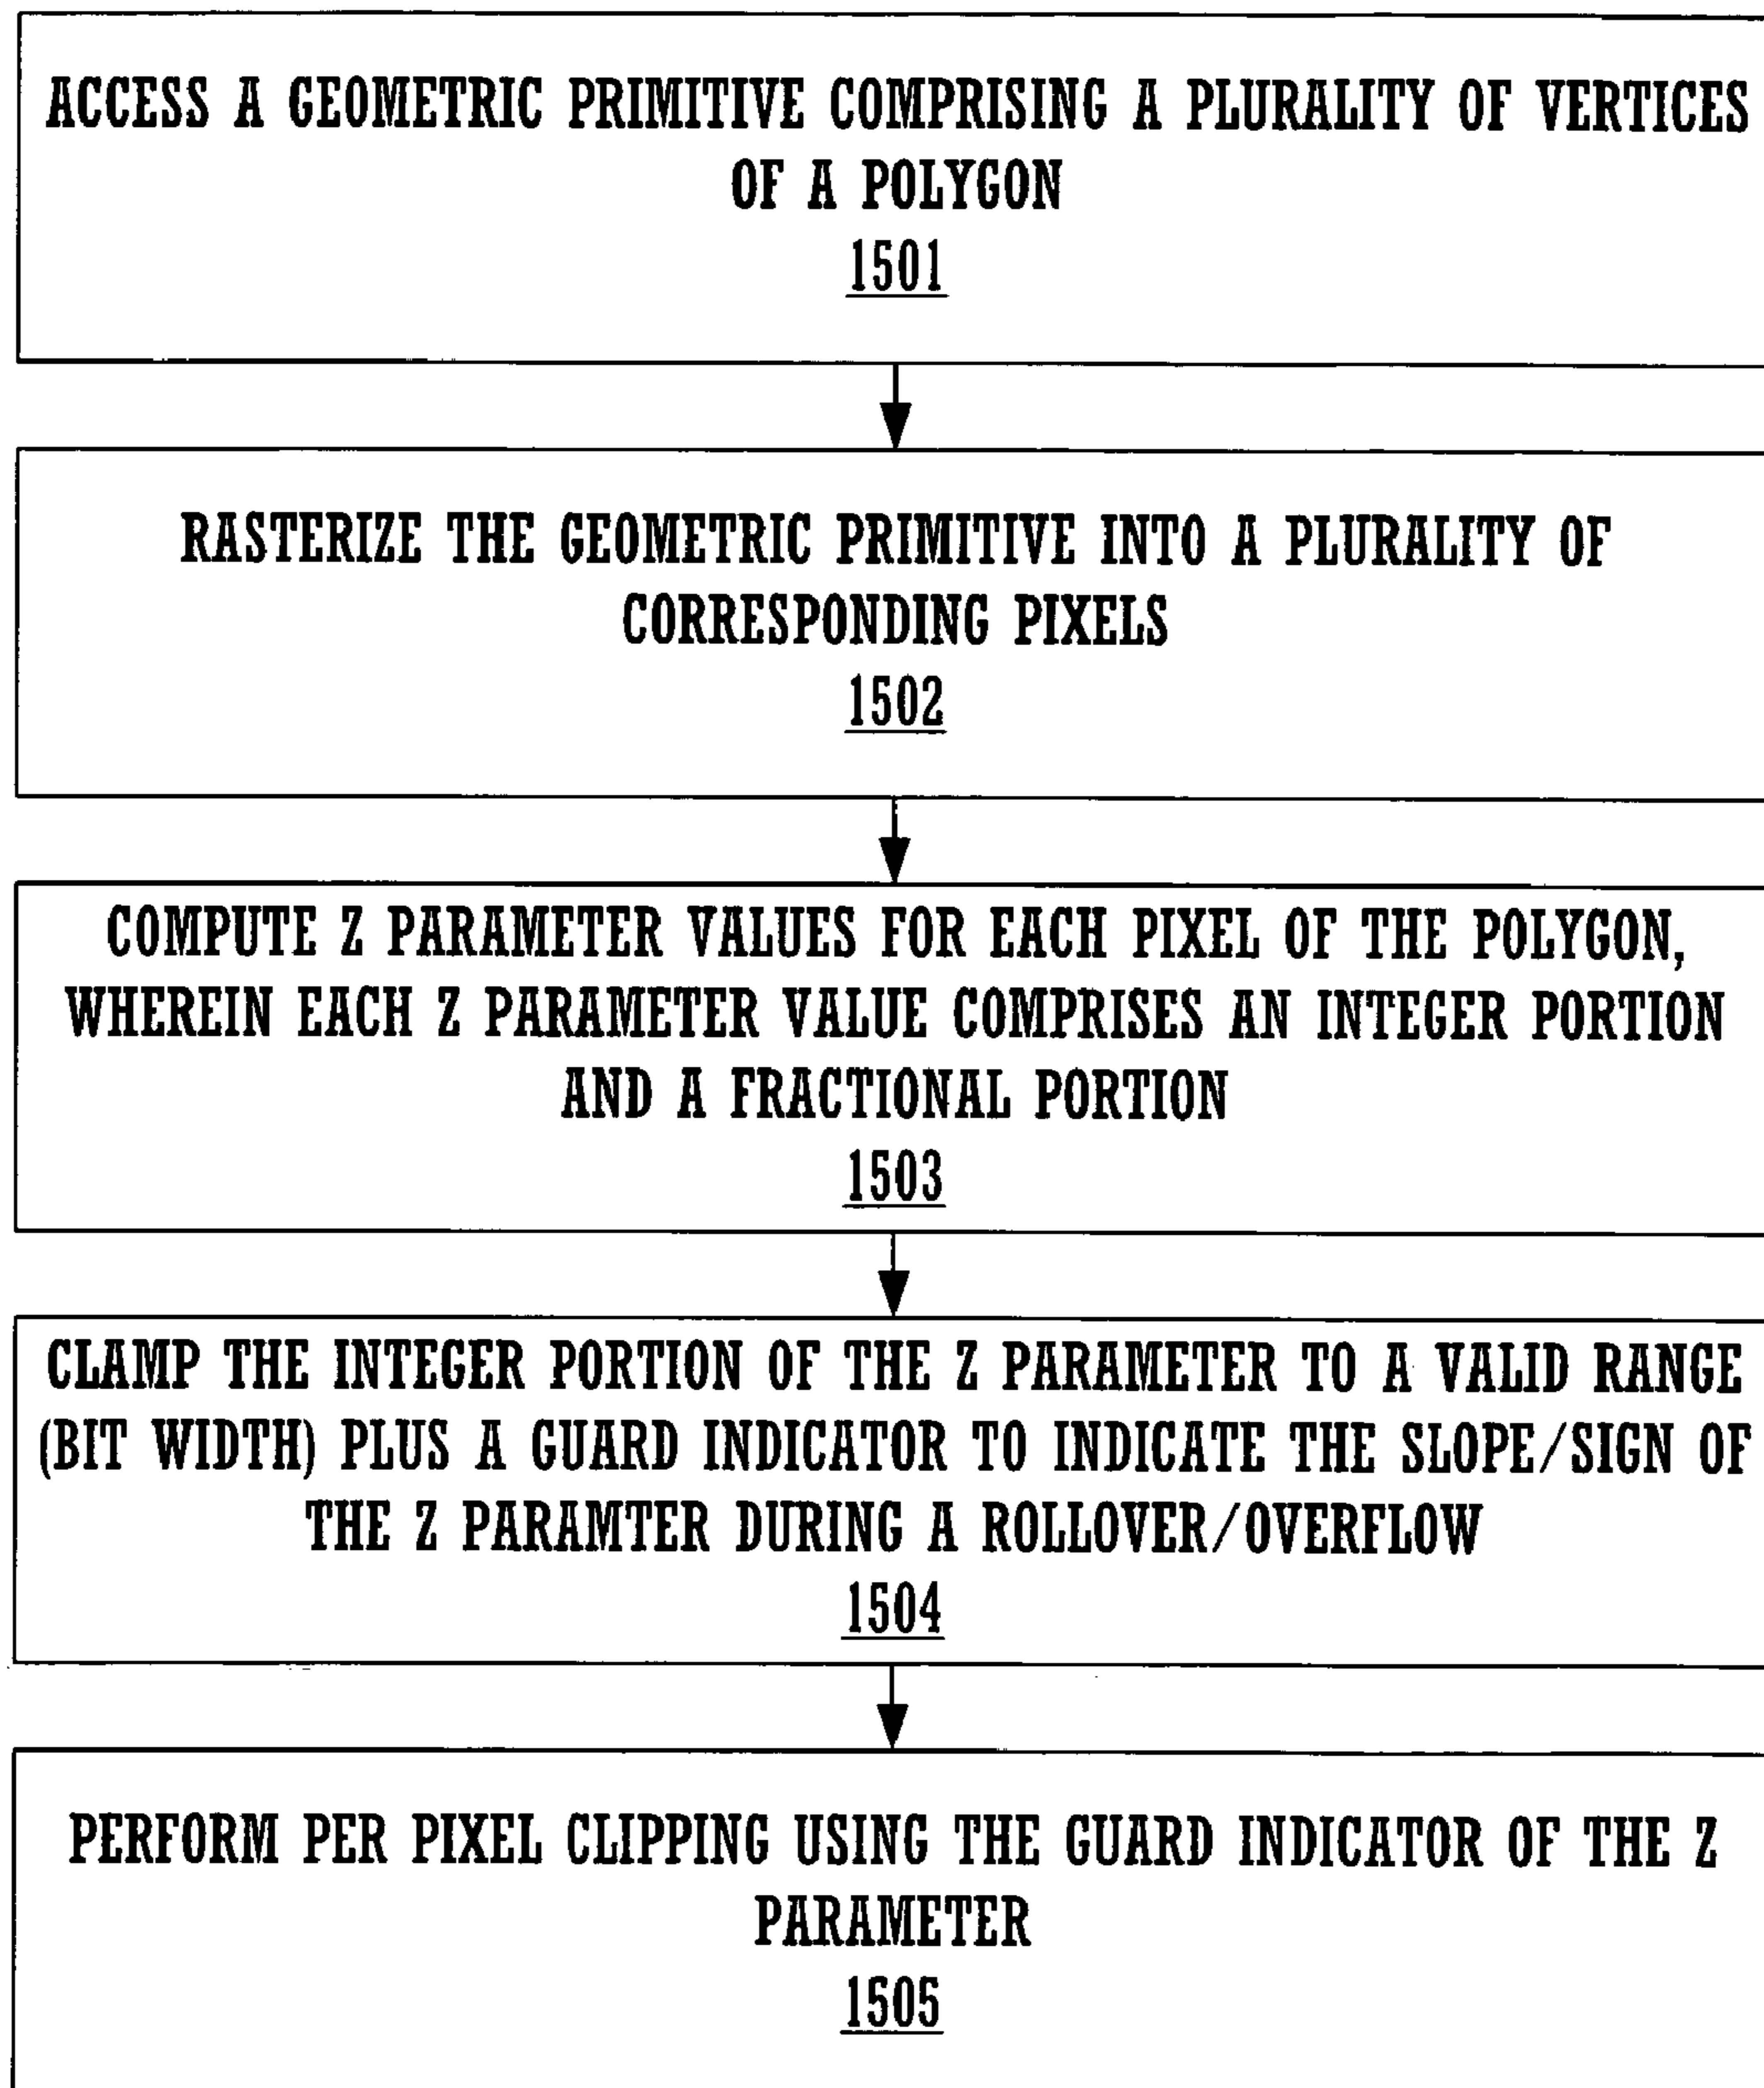 ACCESS A GEOMETRIC PRIMITIVE COMPRISING A PLURALITY OF VERTICES
OF A POLYGON
1501
RASTERIZE THE GEOMETRIC PRIMITIVE INTO A PLURALITY OF
CORRESPONDING PIXELS
1502
COMPUTE Z PARAMETER VALUES FOR EACH PIXEL OF THE POLYGON,
WHEREIN EACH Z PARAMETER VALUE COMPRISES AN INTEGER PORTION
AND A FRACTIONAL PORTION
1503
CLAMP THE INTEGER PORTION OF THE Z PARAMETER TO A VALID RANGE
(BIT WIDTH) PLUS A GUARD INDICATOR TO INDICATE THE SLOPE/SIGN OF
THE Z PARAMTER DURING A ROLLOVER/OVERFLOW
1504
PERFORM PER PIXEL CLIPPING USING THE GUARD INDICATOR OF THE Z
PARAMETER
1505